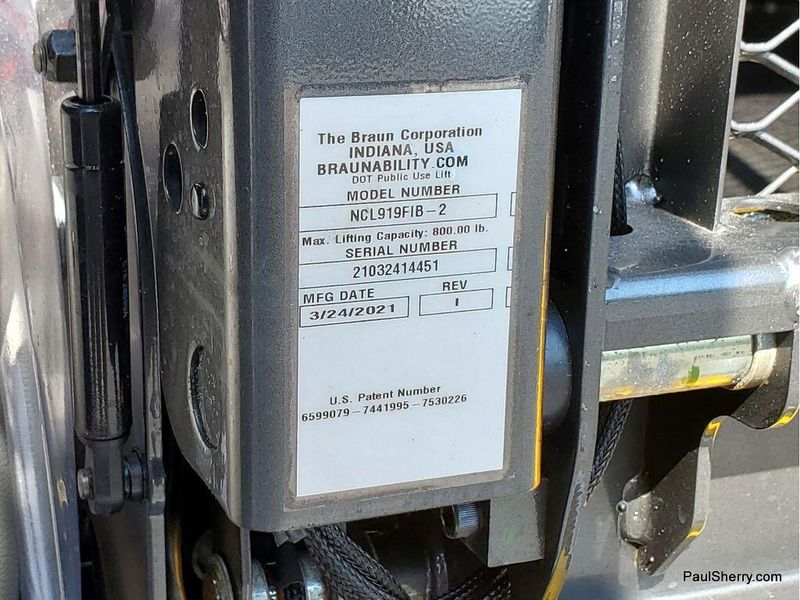 The Braun Corporation
INDIANA, USA
BRAUNABILITY.COM
DOT Public Use Lift
MODEL NUMBER
NCL919FIB-2
Max. Lifting Capacity: 800.00 lb.
SERIAL NUMBER
21032414451
MFG DATE REV
3/24/2021 I
U.S. Patent Number
6599079-7441995-7530226
PaulSherry.com